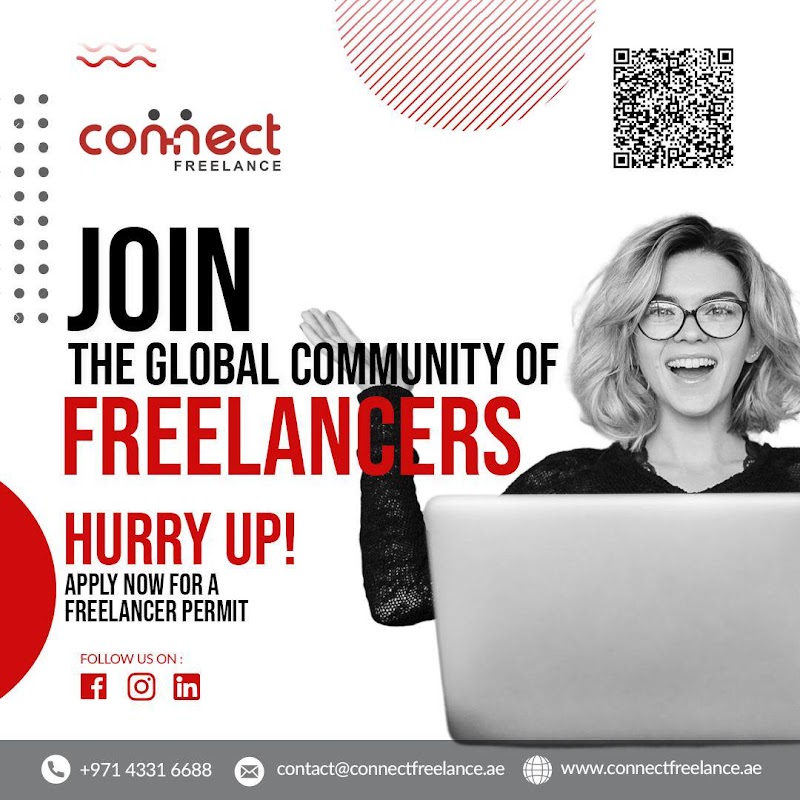 connect
FREELANCE
JOIN
THE GLOBAL COMMUNITY OF
FREELANCERS
HURRY UP!
APPLY NOW FOR A
FREELANCER PERMIT
FOLLOW US ON :
+971 4331 6688 contact@connectfreelance.ae www.connectfreelance.ae